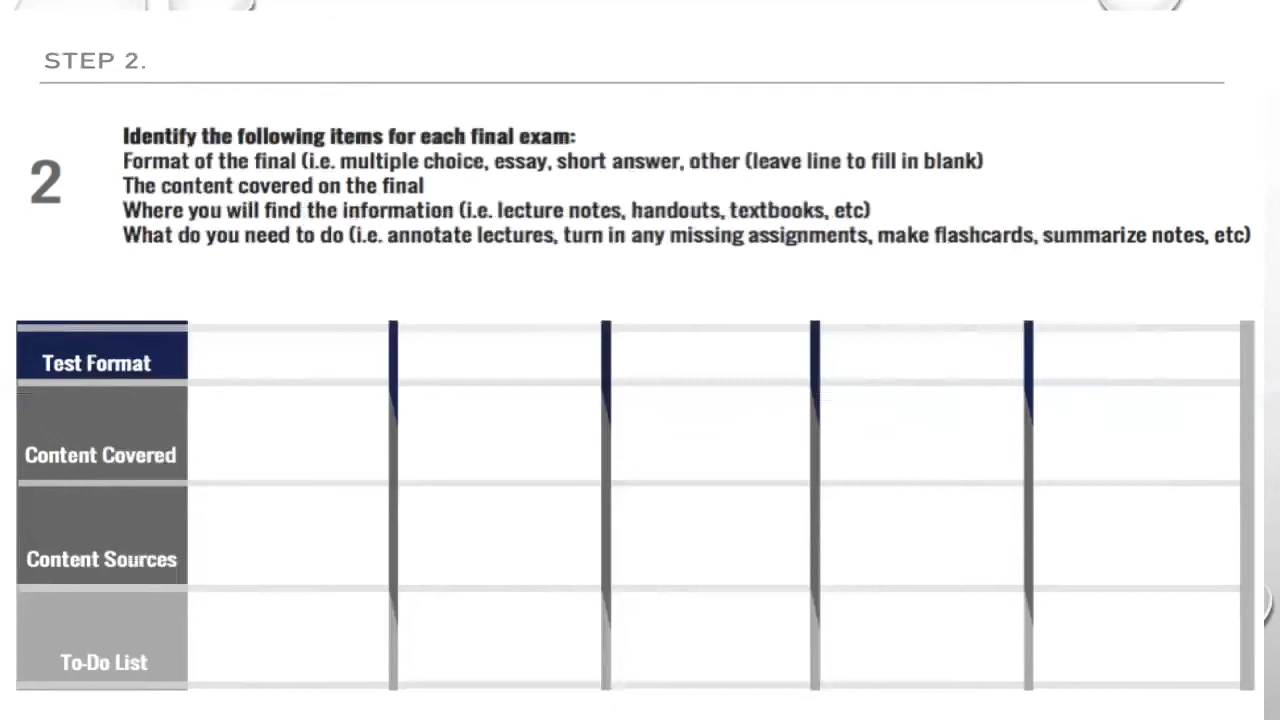 STEP 2.
2
Identify the following items for each final exam:
Format of the final (i.e. multiple choice, essay, short answer, other (leave line to fill in blank)
The content covered on the final
Where you will find the information (i.e. lecture notes, handouts, textbooks, etc)
What do you need to do (i.e. annotate lectures, turn in any missing assignments, make flashcards, summarize notes, etc)
Test Format
Content Covered
Content Sources
To-Do List